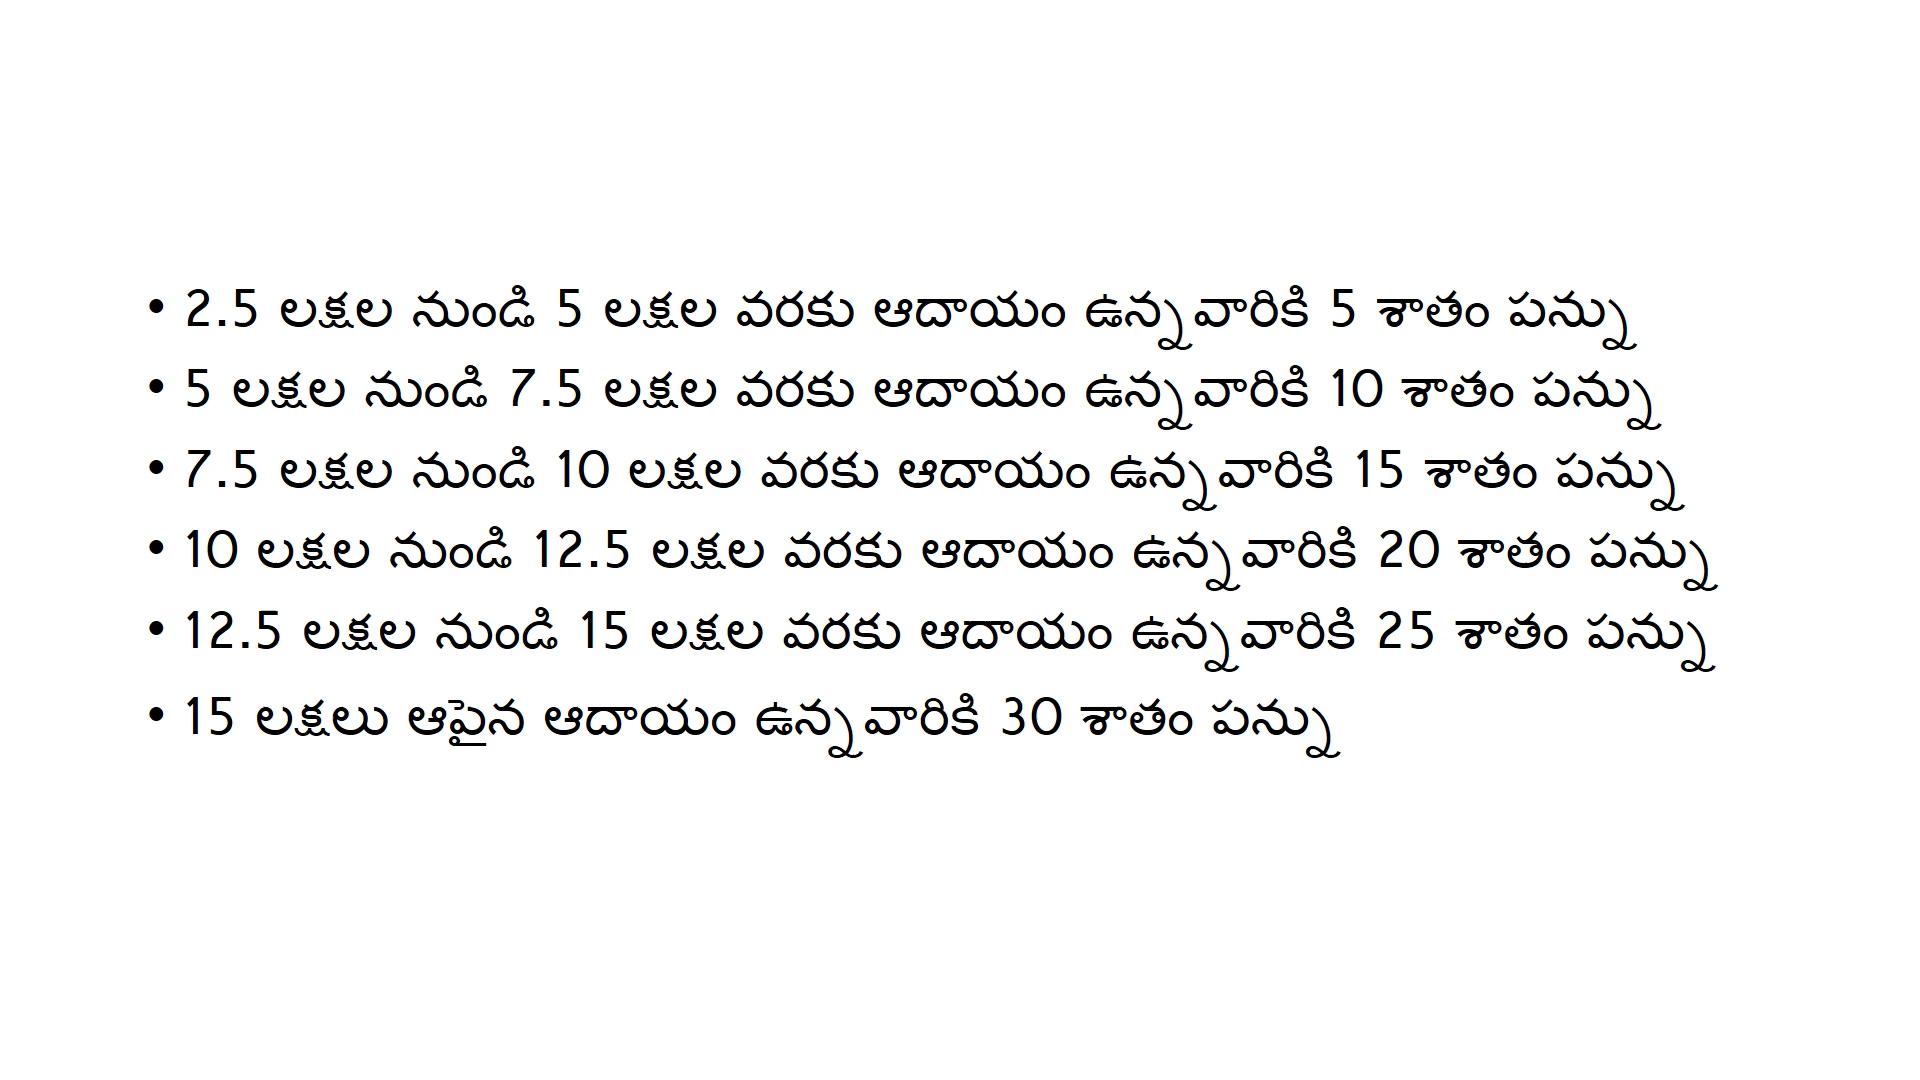 • 2.5 లక్షల నుండి 5 లక్షల వరకు ఆదాయం ఉన్నవారికి 5 శాతం పన్ను
• 5 లక్షల నుండి 7.5 లక్షల వరకు ఆదాయం ఉన్నవారికి 10 శాతం పన్ను
• 7.5 లక్షల నుండి 10 లక్షల వరకు ఆదాయం ఉన్నవారికి 15 శాతం పన్ను
• 10 లక్షల నుండి 12.5 లక్షల వరకు ఆదాయం ఉన్నవారికి 20 శాతం పన్ను
• 12.5 లక్షల నుండి 15 లక్షల వరకు ఆదాయం ఉన్నవారికి 25 శాతం పన్ను
• 15 లక్షలు ఆపైన ఆదాయం ఉన్నవారికి 30 శాతం పన్ను